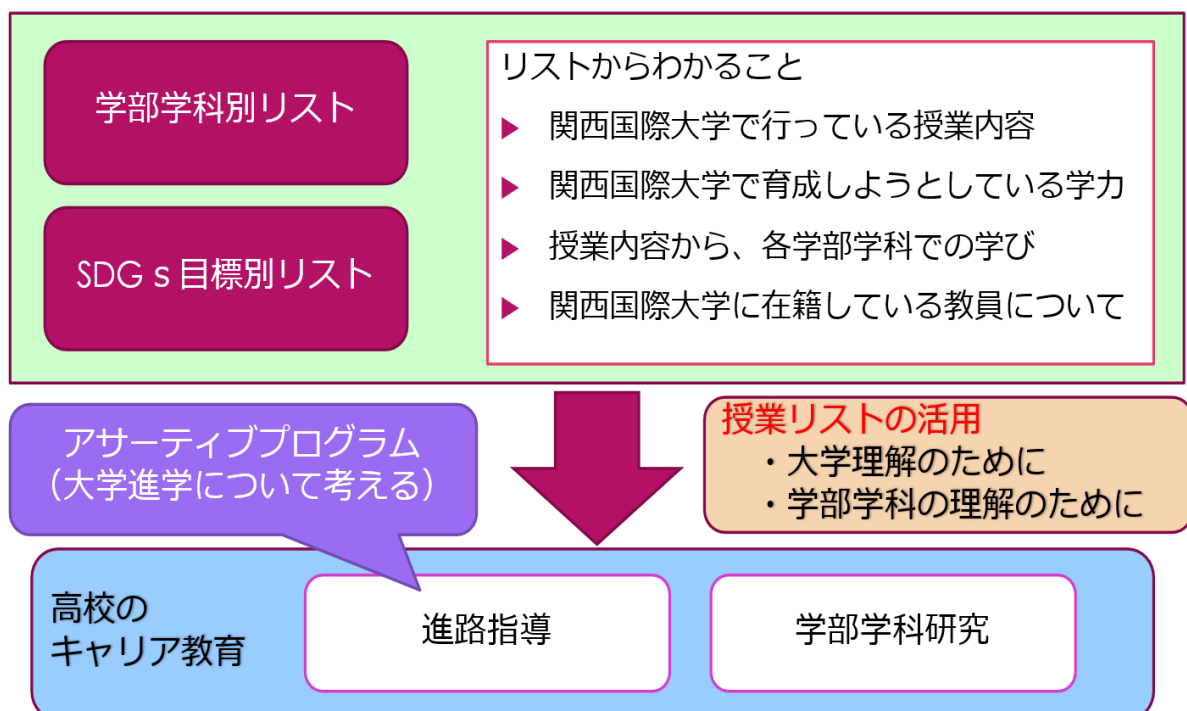 学部学科別リスト
SDGｓ目標別リスト
リストからわかること
▶ 関西国際大学で行っている授業内容
▶ 関西国際大学で育成しようとしている学力
▶ 授業内容から、各学部学科での学び
▶ 関西国際大学に在籍している教員について
アサーティブプログラム
（大学進学について考える）
授業リストの活用
・大学理解のために
・学部学科の理解のために
高校の
キャリア教育
進路指導
学部学科研究